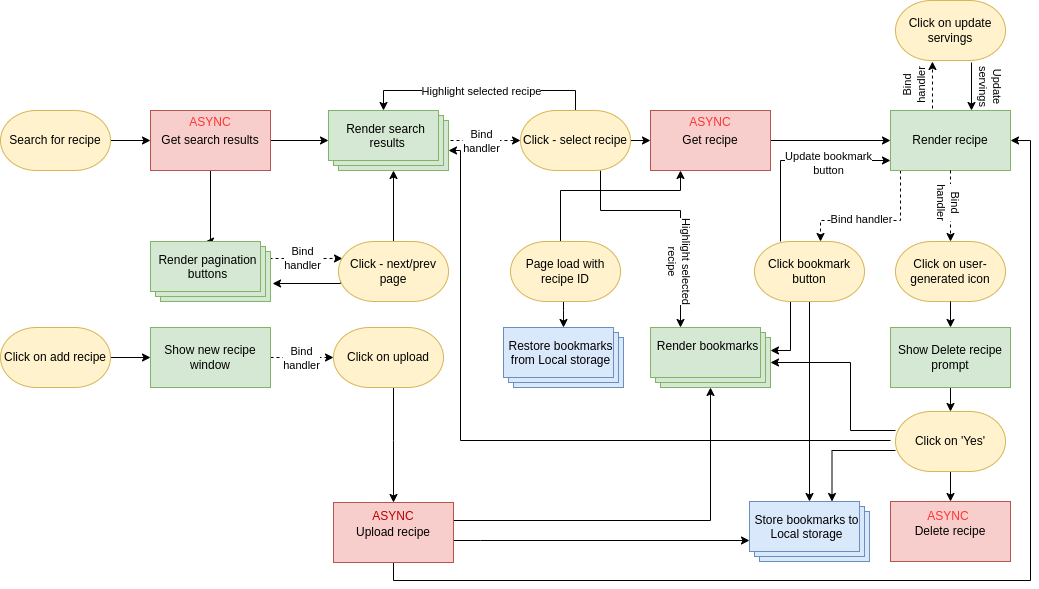 Click on update
servings
Bind
handler
Update
servings
Highlight selected recipe
Search for recipe
ASYNC
Get search results
Render search
results
Bind
handler
Click - select recipe
ASYNC
Get recipe
Render recipe
Update bookmark
button
Bind
handler
Bind handler
Highlight selected
recipe
Render pagination
buttons
Bind
handler
Click - next/prev
page
Page load with
recipe ID
Click bookmark
button
Click on user-
generated icon
Click on add recipe
Show new recipe
window
Bind
handler
Click on upload
Restore bookmarks
from Local storage
Render bookmarks
Show Delete recipe
prompt
Click on 'Yes'
ASYNC
Upload recipe
Store bookmarks to
Local storage
ASYNC
Delete recipe